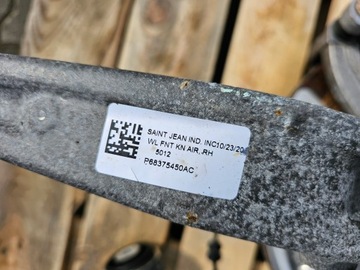 SAINT JEAN IND. INC10/23/20
WL FNT KN AIR..RH
5012
P68375450AC